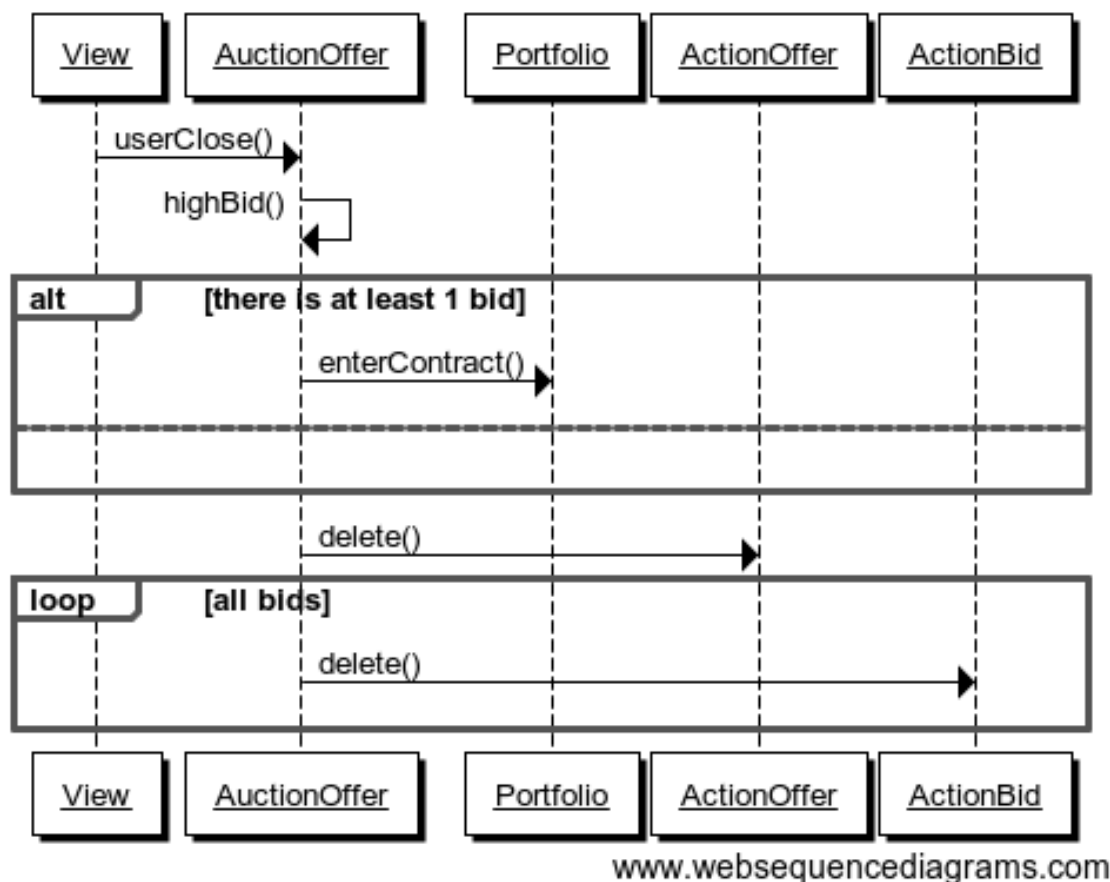 View AuctionOffer Portfolio ActionOffer ActionBid
userClose()
highBid()
alt [there is at least 1 bid]
enterContract()
delete()
loop [all bids]
delete()
View AuctionOffer Portfolio ActionOffer ActionBid
www.websequencediagrams.com